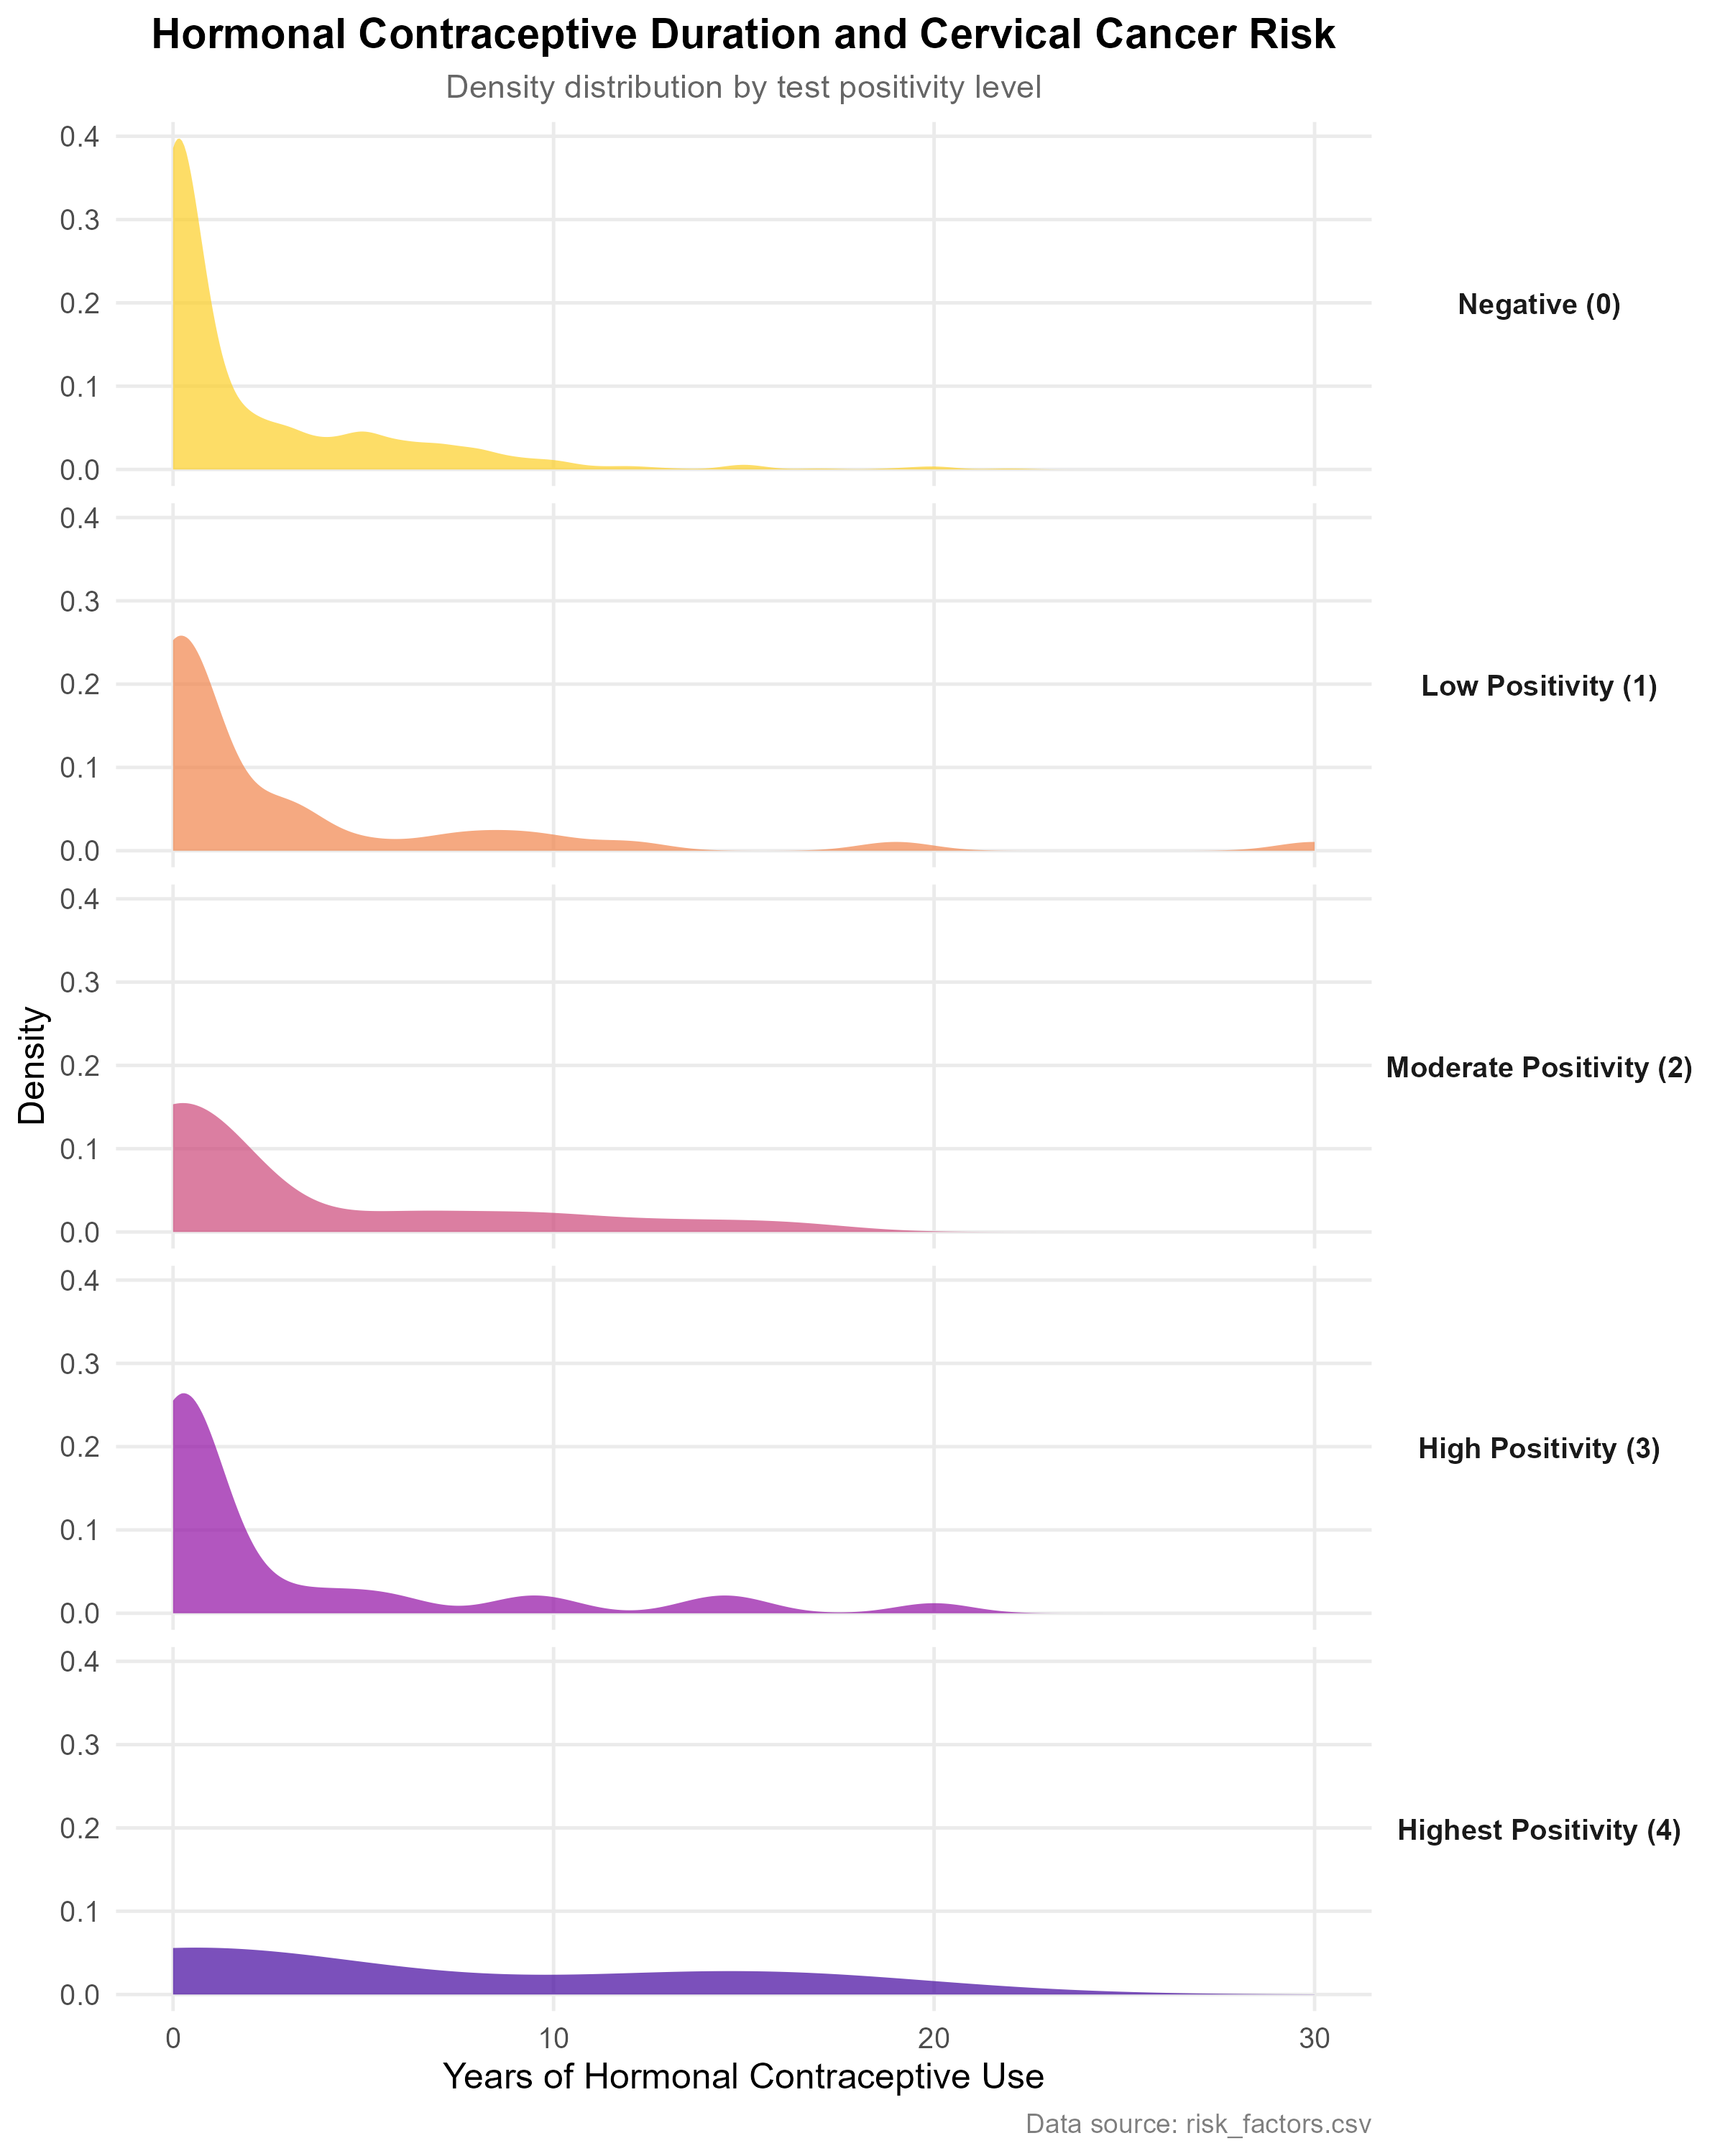 Hormonal Contraceptive Duration and Cervical Cancer Risk
Density distribution by test positivity level
0.4
0.3
0.2
0.1
0.0
Negative (0)
0.4
0.3
0.2
0.1
0.0
Low Positivity (1)
0.4
0.3
0.2
0.1
0.0
Moderate Positivity (2)
Density
0.4
0.3
0.2
0.1
0.0
High Positivity (3)
0.4
0.3
0.2
0.1
0.0
Highest Positivity (4)
0 10 20 30
Years of Hormonal Contraceptive Use
Data source: risk_factors.csv